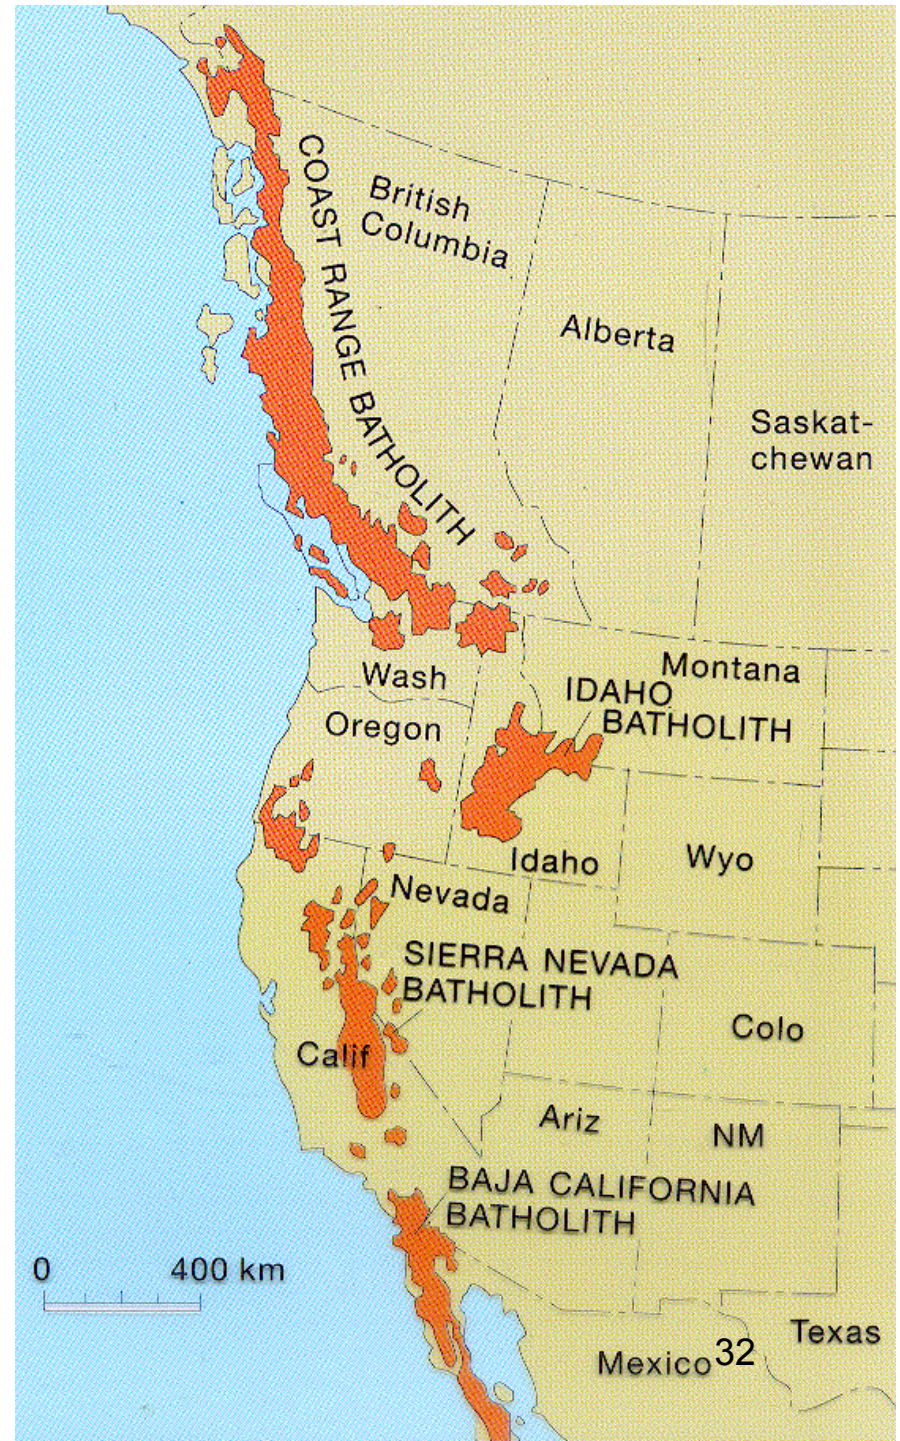 COAST RANGE BATHOLITH
British
Columbia
Alberta
Saskat-
chewan
Wash
Montana
IDAHO
BATHOLITH
Oregon
Idaho
Wyo
Nevada
SIERRA NEVADA
BATHOLITH
Colo
Calif
Ariz
NM
BAJA CALIFORNIA
BATHOLITH
0 400 km
Texas
Mexico
32